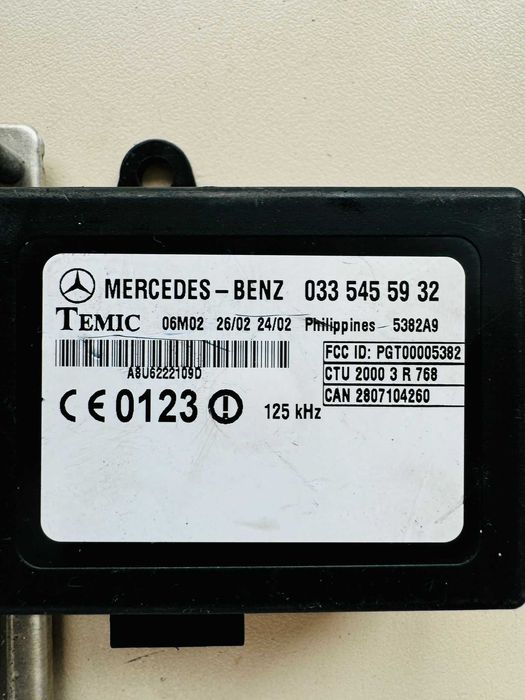 MERCEDES-BENZ 033 545 59 32
TEMIC 06M02 26/02 24/02 Philippines 5382A9
FCC ID: PGT00005382
A8U6222109D
CTU 2000 3 R 768
CAN 2807104260
CE 0123 125 kHz